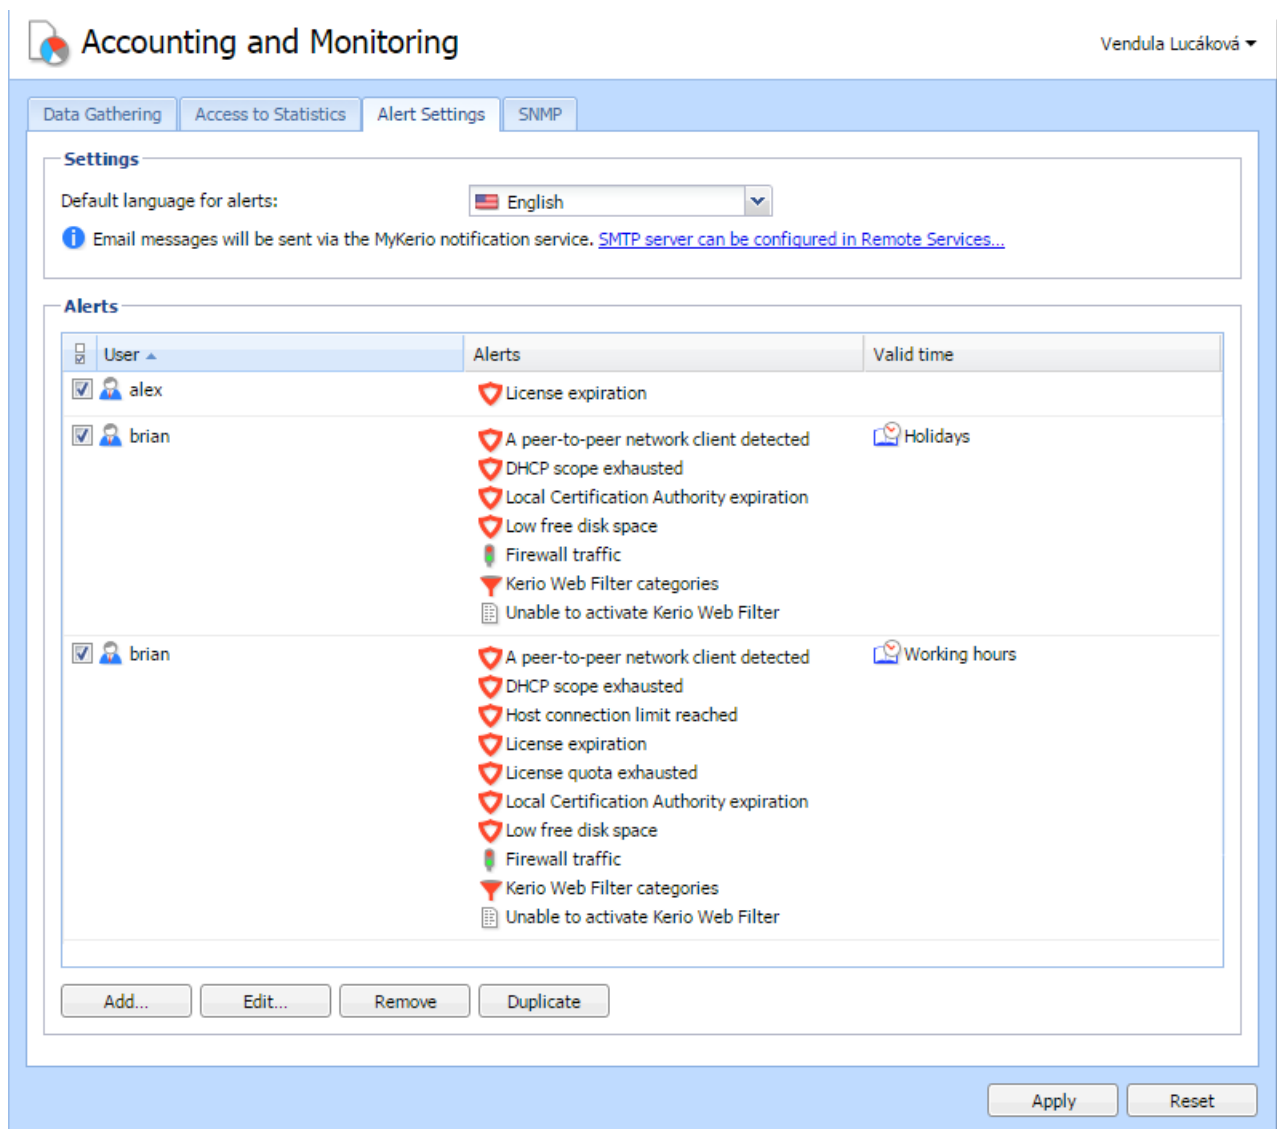 Accounting and Monitoring
Vendula Lucáková
Data Gathering Access to Statistics Alert Settings SNMP
Settings
Default language for alerts: English
Email messages will be sent via the MyKerio notification service. SMTP server can be configured in Remote Services...
Alerts
User Alerts Valid time
alex License expiration
brian A peer-to-peer network client detected Holidays
DHCP scope exhausted
Local Certification Authority expiration
Low free disk space
Firewall traffic
Kerio Web Filter categories
Unable to activate Kerio Web Filter
brian A peer-to-peer network client detected Working hours
DHCP scope exhausted
Host connection limit reached
License expiration
License quota exhausted
Local Certification Authority expiration
Low free disk space
Firewall traffic
Kerio Web Filter categories
Unable to activate Kerio Web Filter
Add... Edit... Remove Duplicate
Apply Reset